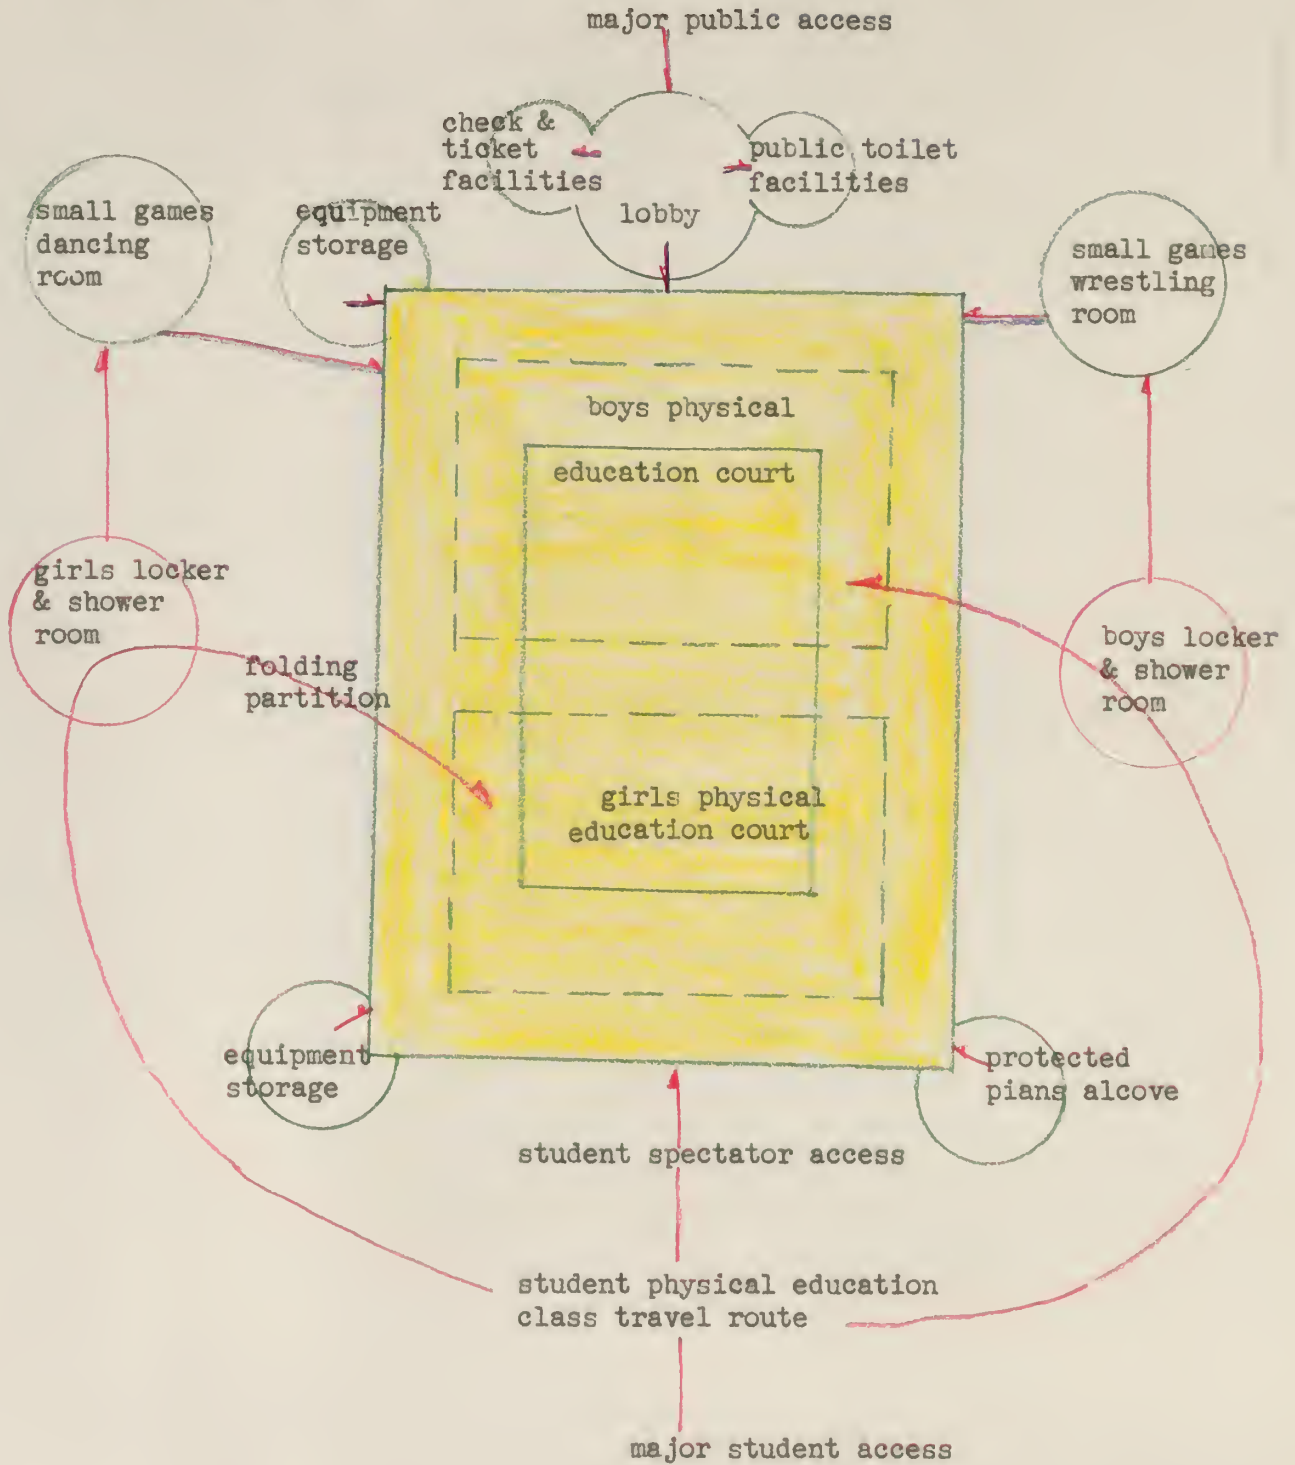 major public access
check &
ticket
facilities
public toilet
facilities
lobby
small games
dancing
room
equipment
storage
small games
wrestling
room
boys physical
education court
girls locker
& shower
room
folding
partition
boys locker
& shower
room
girls physical
education court
equipment
storage
protected
pians alcove
student spectator access
student physical education
class travel route
major student access